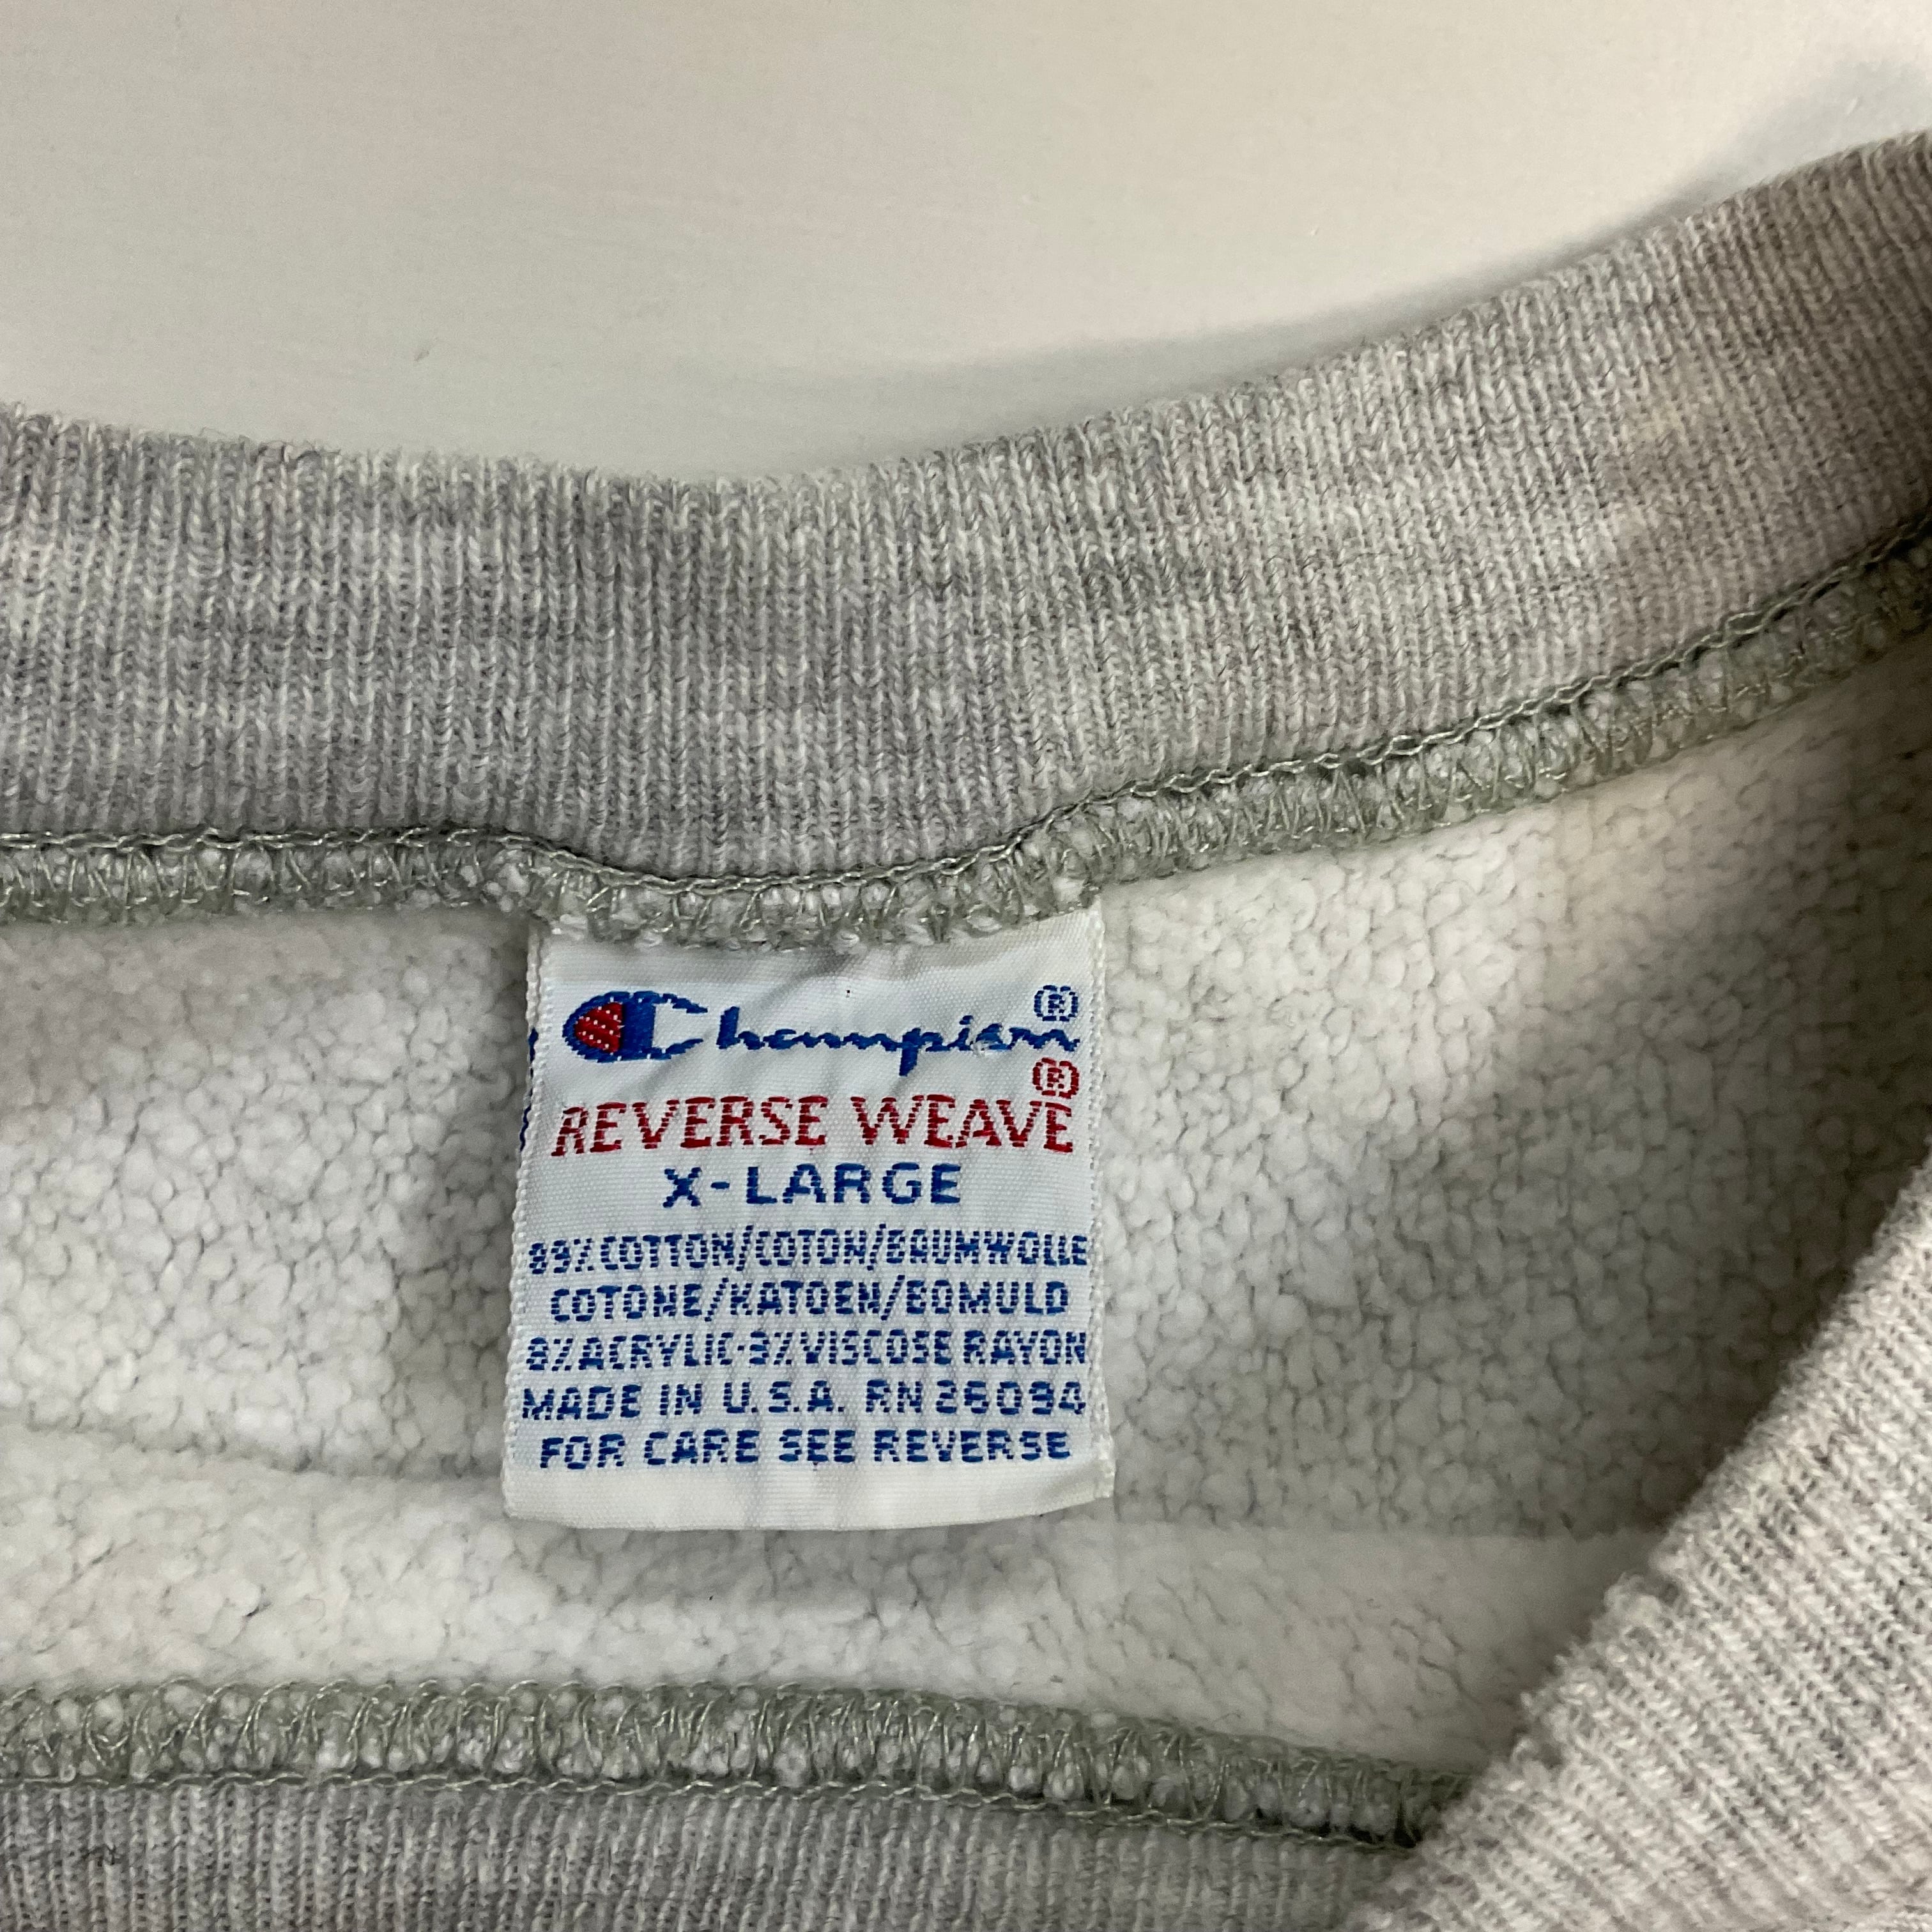 Champion®
REVERSE WEAVE®
X-LARGE
89% COTTON/COTON/BAUMWOLLE
COTONE/KATOEN/BOMULD
8% ACRYLIC-3% VISCOSE RAYON
MADE IN U.S.A. RN 26094
FOR CARE SEE REVERSE